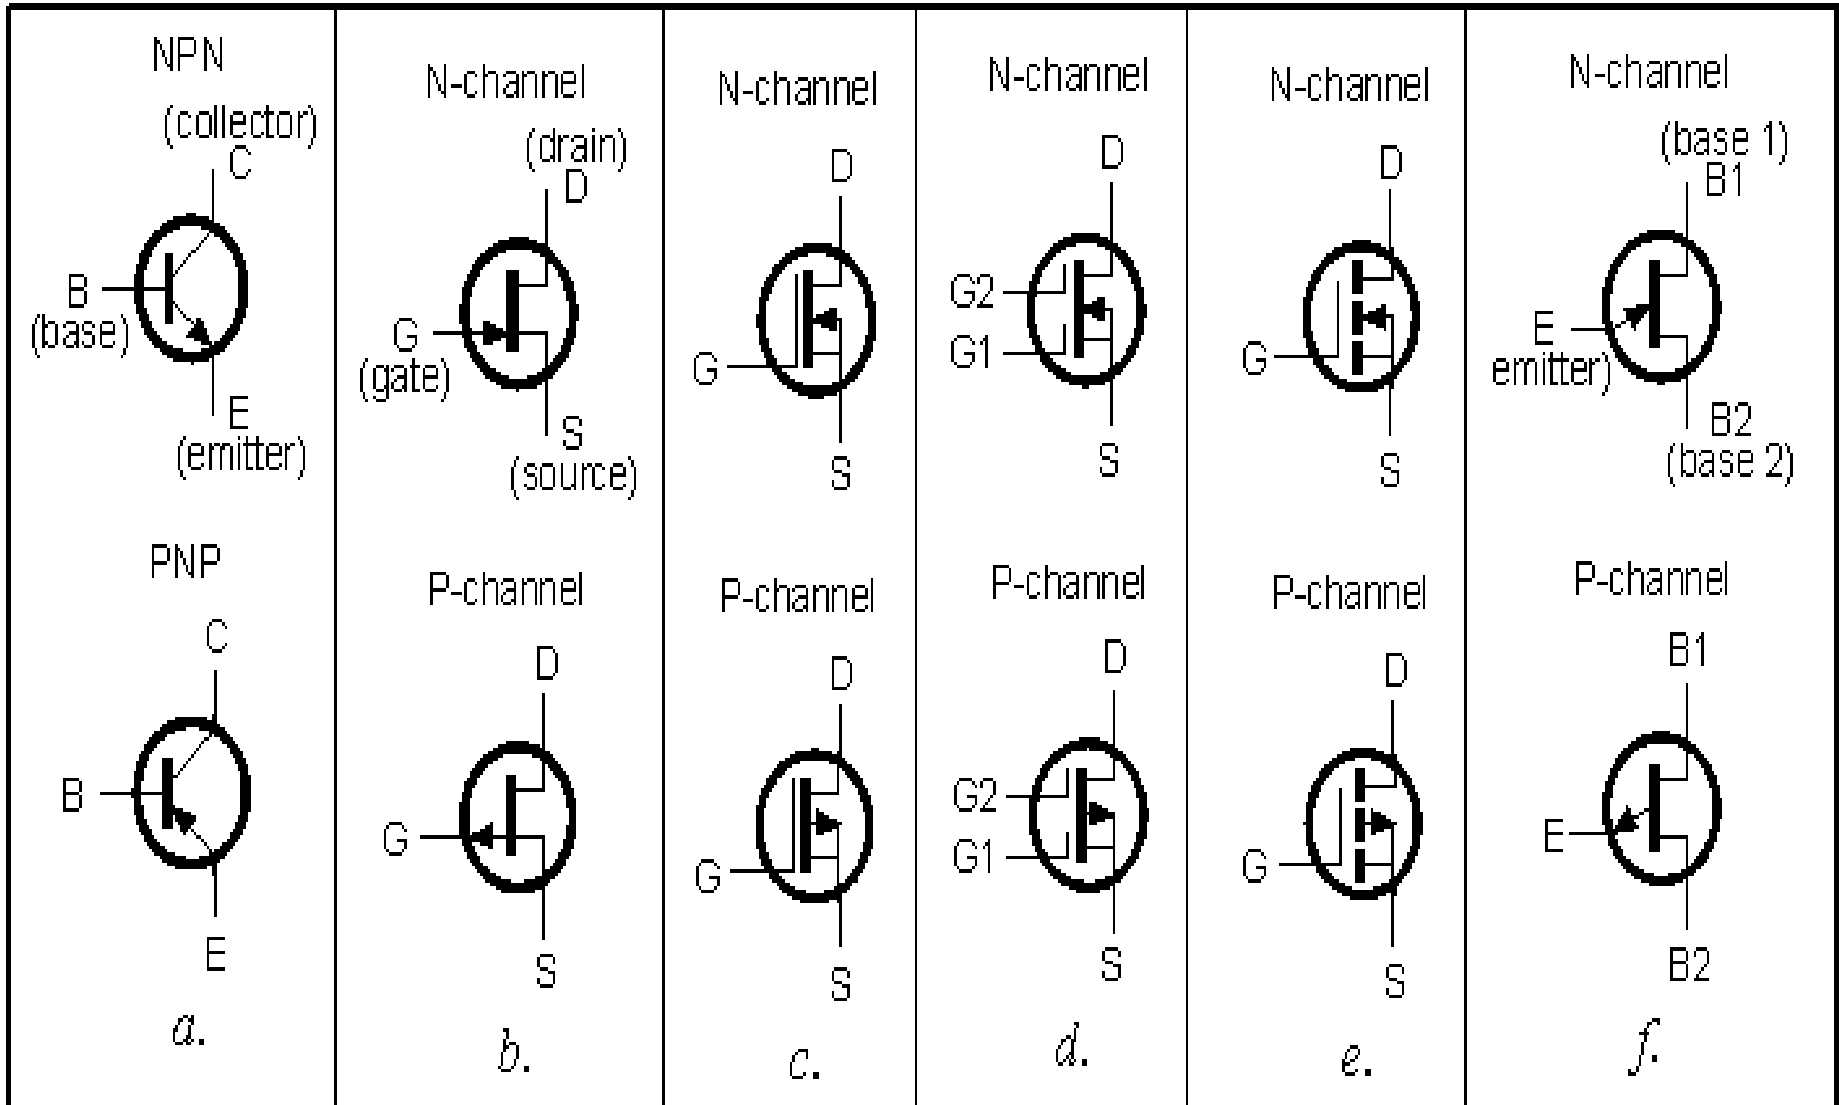 NPN
(collector)
C
B
(base)
E
(emitter)
PNP
C
B
E
a.
N-channel
(drain)
D
G
(gate)
S
(source)
P-channel
D
G
S
b.
N-channel
D
G
S
P-channel
D
G
S
c.
N-channel
D
G2
G1
S
P-channel
D
G2
G1
S
d.
N-channel
D
G
S
P-channel
D
G
S
e.
N-channel
(base 1)
B1
E
emitter)
B2
(base 2)
P-channel
B1
E
B2
f.